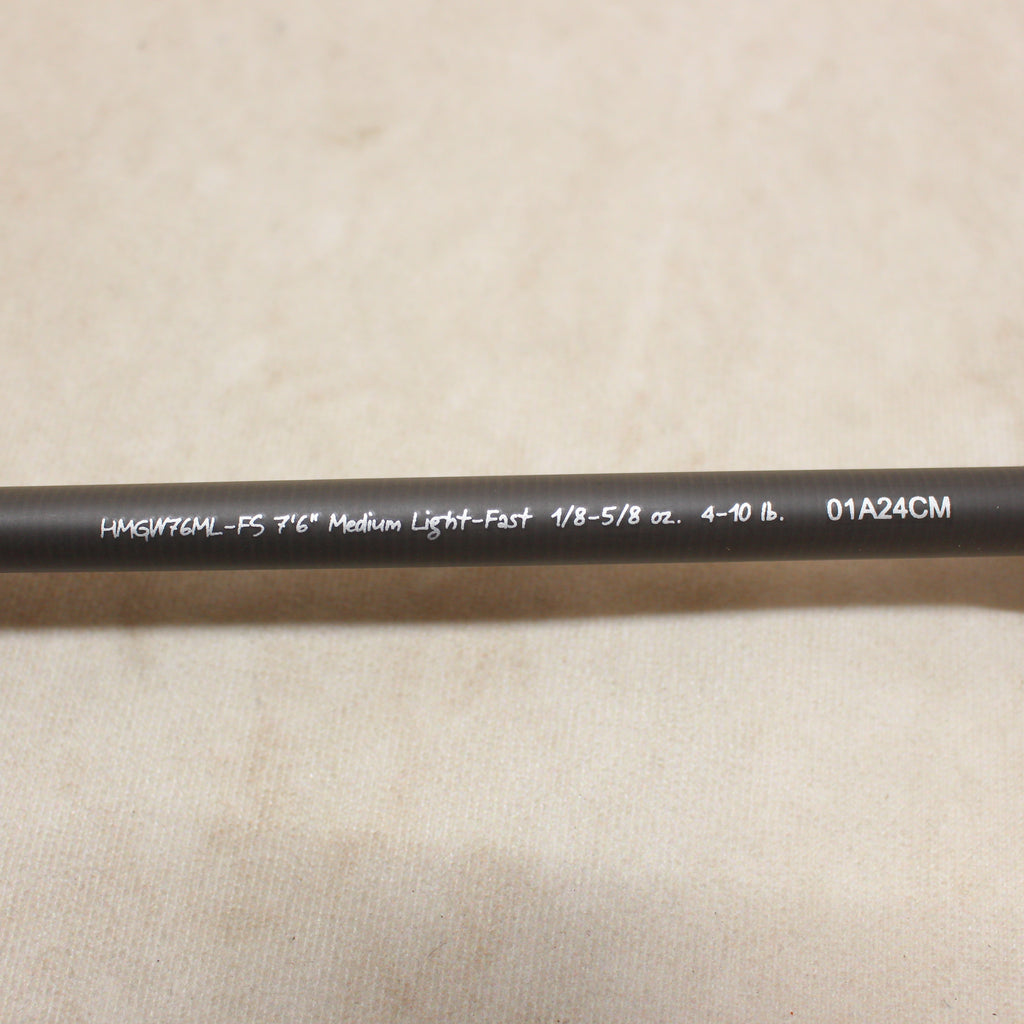 HMGW76ML-FS 7'6" Medium Light-Fast 1/8-5/8 oz. 4-10 lb. 01A24CM